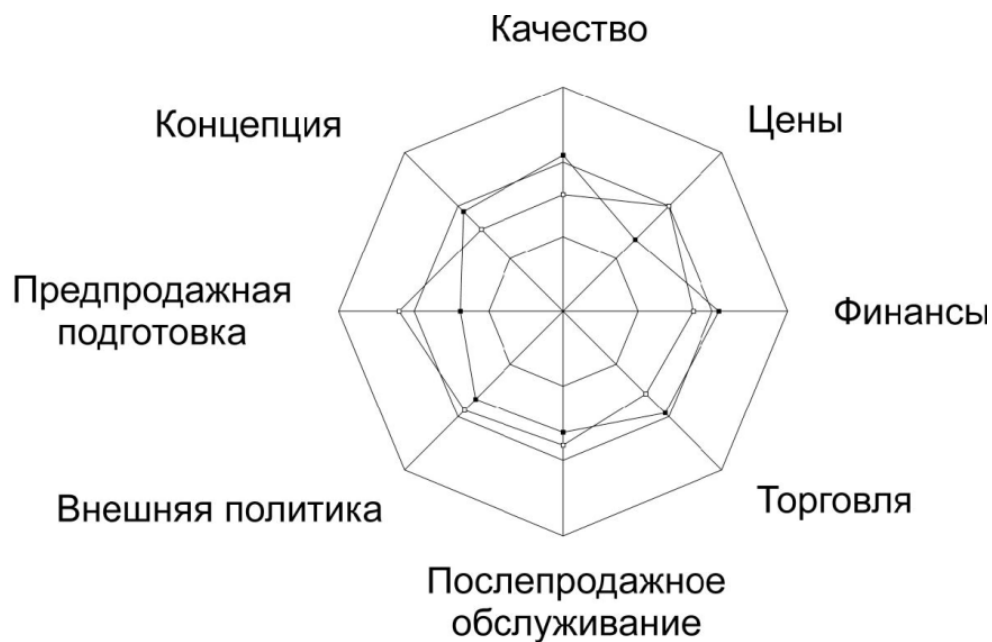 Качество
Концепция
Цены
Предпродажная
подготовка
Финансы
Внешняя политика
Торговля
Послепродажное
обслуживание